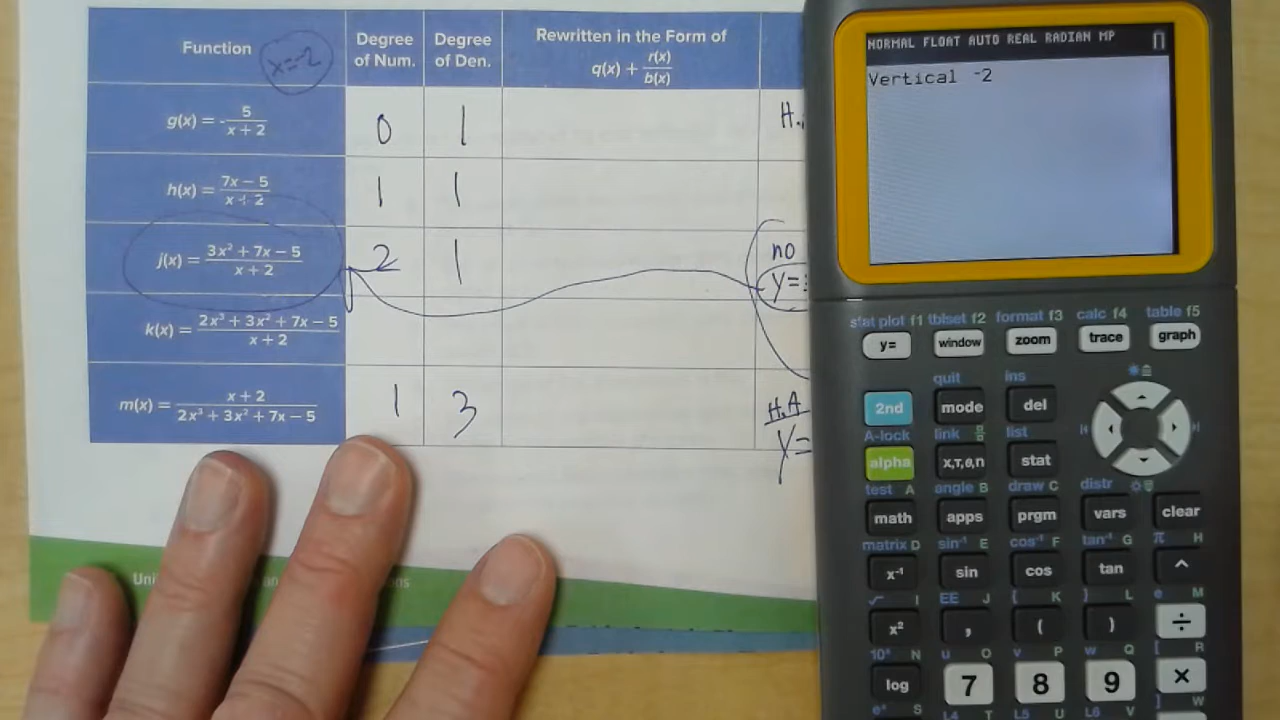 Function x=-2
Degree of Num.
Degree of Den.
Rewritten in the Form of
q(x) + r(x)/b(x)
g(x) = -5/(x + 2) 0 1 H.
h(x) = (7x − 5)/(x + 2) 1 1
j(x) = (3x² + 7x − 5)/(x + 2) 2 1 no
y=
k(x) = (2x³ + 3x² + 7x − 5)/(x + 2)
m(x) = (x + 2)/(2x³ + 3x² + 7x − 5) 1 3 H.A
y=
Uni
NORMAL FLOAT AUTO REAL RADIAN MP
Vertical -2
stat plot f1 tblset f2 format f3 calc f4 table f5
y= window zoom trace graph
quit ins
2nd mode del
A-lock link list
alpha X,T,θ,n stat
test A angle B draw C distr
math apps prgm vars clear
matrix D sin⁻¹ E cos⁻¹ F tan⁻¹ G π H
x⁻¹ sin cos tan ^
√ I EE J { K } L e M
x² , ( ) ÷
10ˣ N u O v P w Q [ R
log 7 8 9 ×
eˣ S L4 T L5 U L6 V ] W